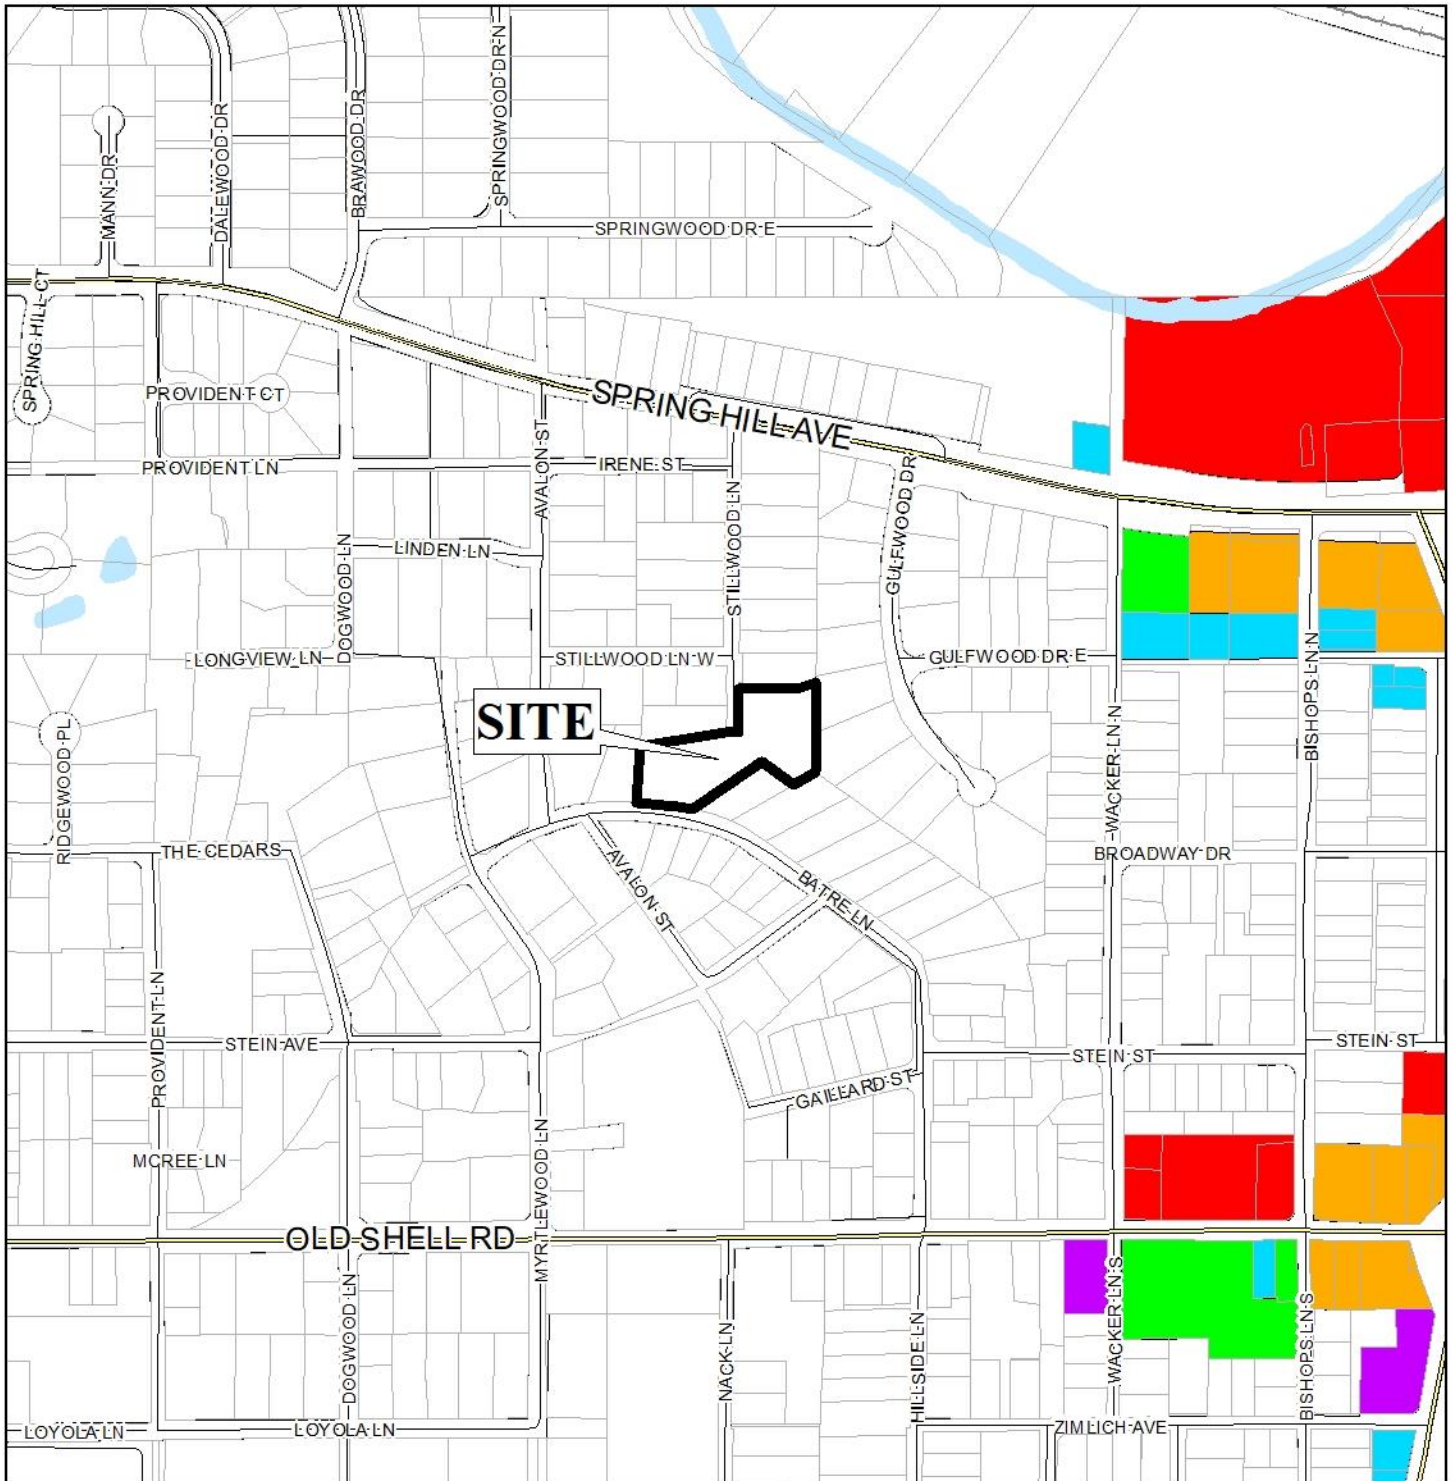 SPRINGWOOD DR N
MANN DR
DALEWOOD DR
BRAWOOD DR
SPRINGWOOD DR E
SPRING HILL CT
PROVIDENT CT
SPRING HILL AVE
AVALON ST
PROVIDENT LN
IRENE ST
STILLWOOD LN
GULFWOOD DR
LINDEN LN
DOGWOOD LN
LONGVIEW LN
STILLWOOD LN W
GULFWOOD DR E
BISHOPS LN N
SITE
RIDGEWOOD PL
WACKER LN N
THE CEDARS
BROADWAY DR
AVALON ST
BATRE LN
PROVIDENT LN
STEIN AVE
STEIN ST
STEIN ST
GAILLARD ST
MCREE LN
MYRTLEWOOD LN
OLD SHELL RD
DOGWOOD LN
NACK LN
HILLSIDE LN
WACKER LN S
BISHOPS LN S
LOYOLA LN
LOYOLA LN
ZIMLICH AVE